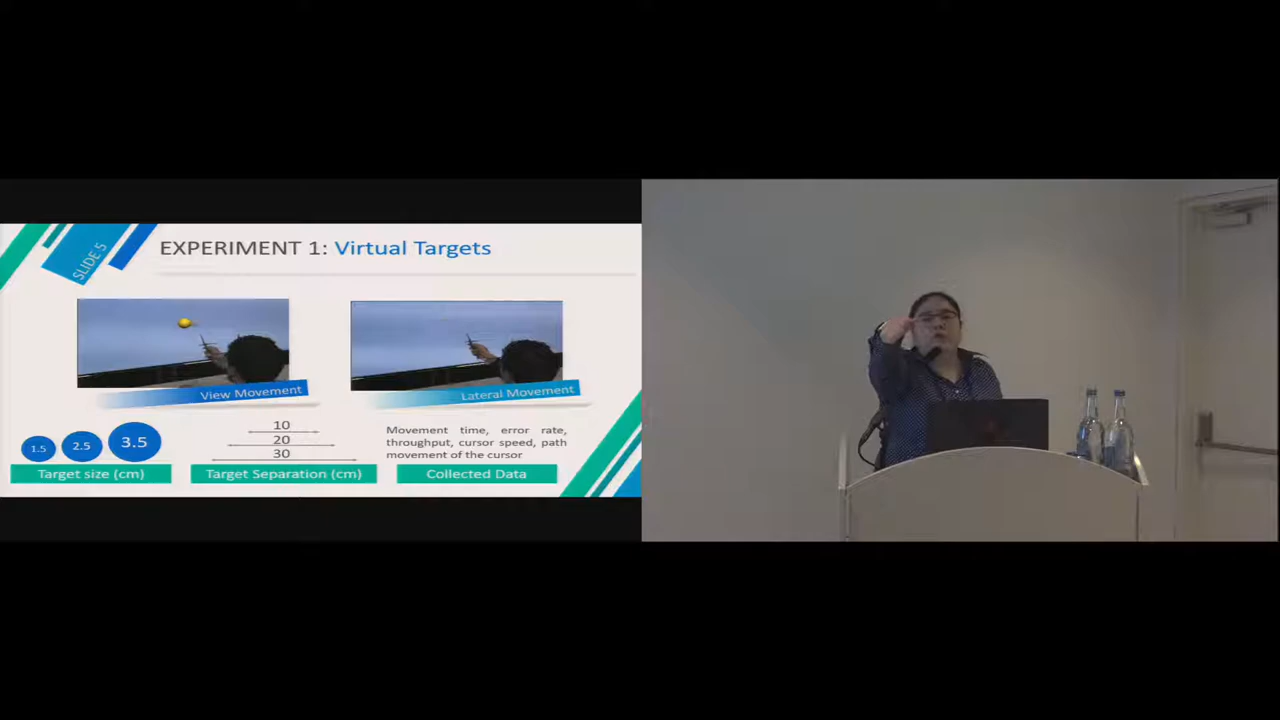 SLIDE 5
EXPERIMENT 1: Virtual Targets
View Movement
Lateral Movement
1.5
2.5
3.5
10
20
30
Movement time, error rate,
throughput, cursor speed, path
movement of the cursor
Target size (cm)
Target Separation (cm)
Collected Data